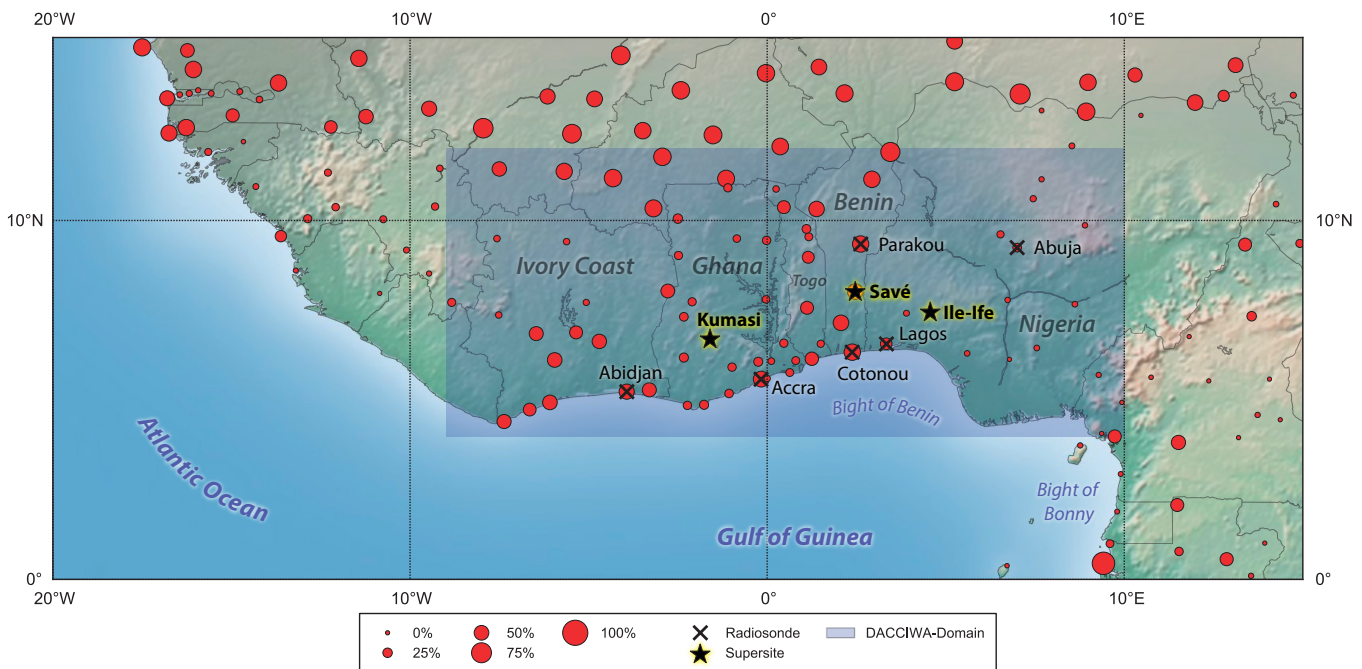 20°W 10°W 0° 10°E
10°N 10°N
Benin
Parakou
Abuja
Ivory Coast
Ghana
Togo
Savé
Kumasi
Ile-Ife
Nigeria
Lagos
Abidjan
Cotonou
Accra
Bight of Benin
Atlantic Ocean
Bight of
Bonny
Gulf of Guinea
0° 0°
20°W 10°W 0° 10°E
0% 50% 100% Radiosonde DACCIWA-Domain
25% 75% Supersite